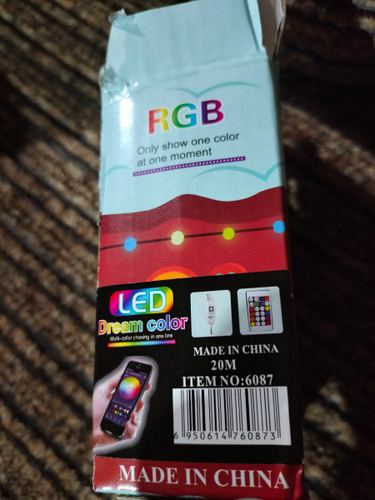 RGB
Only show one color
at one moment
LED
Dream color
Multi-color chasing in one line
MADE IN CHINA
20M
ITEM NO:6087
6 950614 760873
MADE IN CHINA